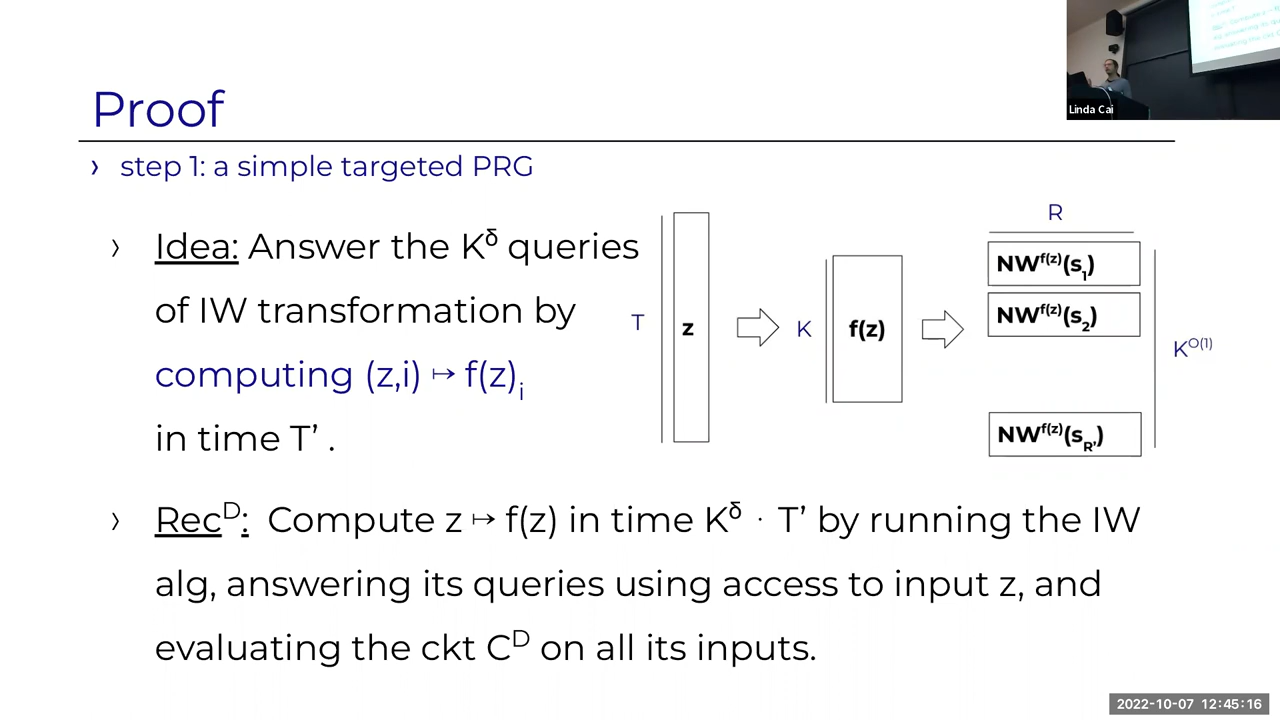 Proof
› step 1: a simple targeted PRG
› Idea: Answer the K^δ queries
of IW transformation by
computing (z,i) ↦ f(z)_i
in time T’ .
T
z
K
f(z)
R
NW^f(z)(s_1)
NW^f(z)(s_2)
NW^f(z)(s_R’)
K^O(1)
› Rec^D: Compute z ↦ f(z) in time K^δ · T’ by running the IW
alg, answering its queries using access to input z, and
evaluating the ckt C^D on all its inputs.
Linda Cai
2022-10-07 12:45:16